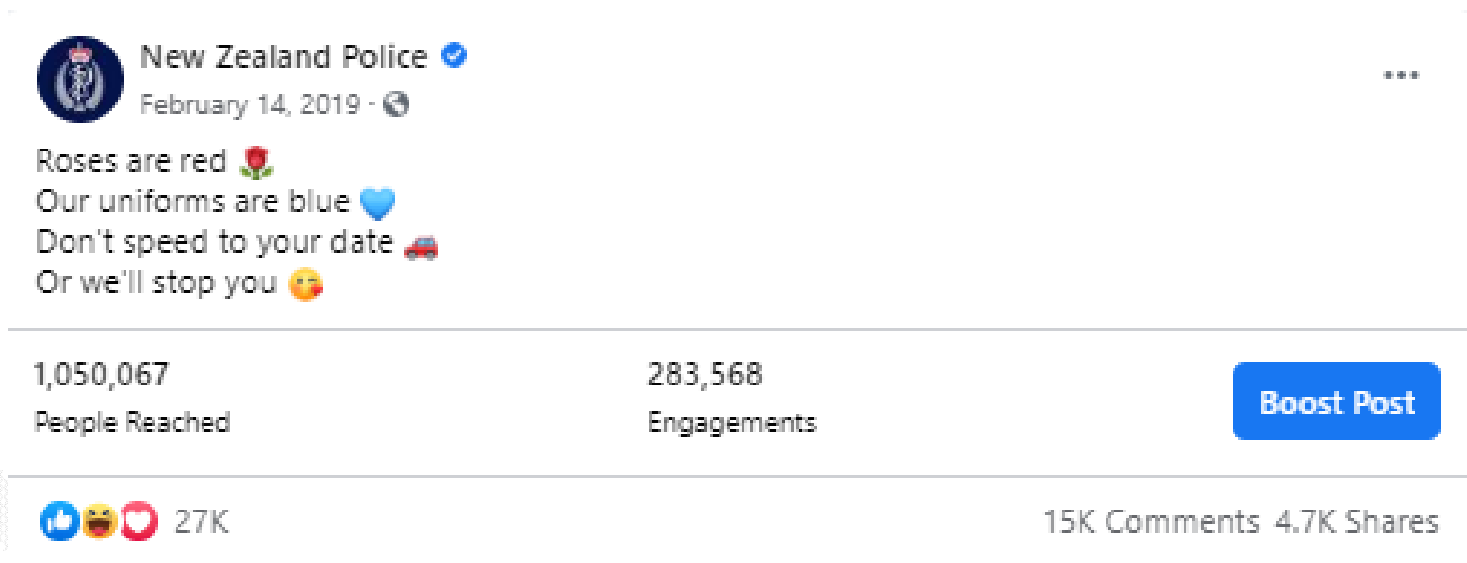 New Zealand Police
February 14, 2019 ·
Roses are red 🌹
Our uniforms are blue 💙
Don't speed to your date 🚗
Or we'll stop you 😘
1,050,067
People Reached
283,568
Engagements
Boost Post
27K
15K Comments 4.7K Shares